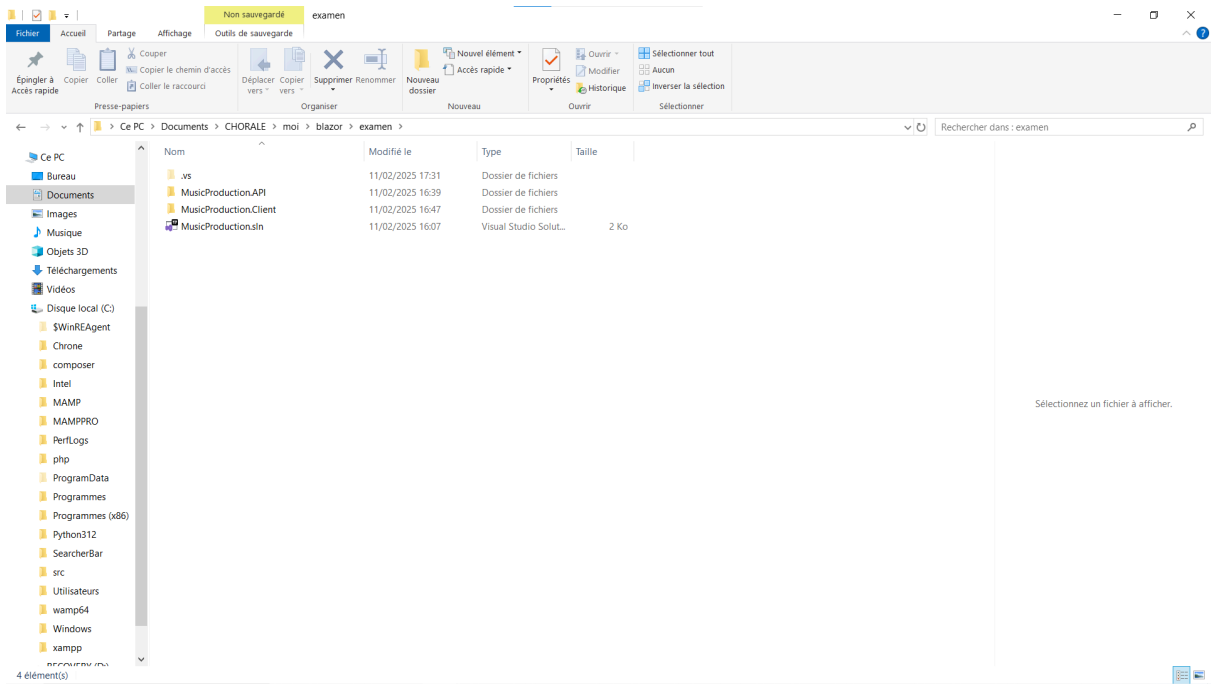 Non sauvegardé examen
Fichier Accueil Partage Affichage Outils de sauvegarde
Épingler à Accès rapide
Copier
Coller
Couper
Copier le chemin d'accès
Coller le raccourci
Presse-papiers
Déplacer vers
Copier vers
Supprimer
Renommer
Organiser
Nouveau dossier
Nouvel élément
Accès rapide
Nouveau
Propriétés
Ouvrir
Modifier
Historique
Ouvrir
Sélectionner tout
Aucun
Inverser la sélection
Sélectionner
> Ce PC > Documents > CHORALE > moi > blazor > examen >
Rechercher dans : examen
Ce PC
Bureau
Documents
Images
Musique
Objets 3D
Téléchargements
Vidéos
Disque local (C:)
$WinREAgent
Chrone
composer
Intel
MAMP
MAMPPRO
PerfLogs
php
ProgramData
Programmes
Programmes (x86)
Python312
SearcherBar
src
Utilisateurs
wamp64
Windows
xampp
RECOVERY (D:)
Nom Modifié le Type Taille
.vs 11/02/2025 17:31 Dossier de fichiers
MusicProduction.API 11/02/2025 16:39 Dossier de fichiers
MusicProduction.Client 11/02/2025 16:47 Dossier de fichiers
MusicProduction.sln 11/02/2025 16:07 Visual Studio Solut... 2 Ko
Sélectionnez un fichier à afficher.
4 élément(s)